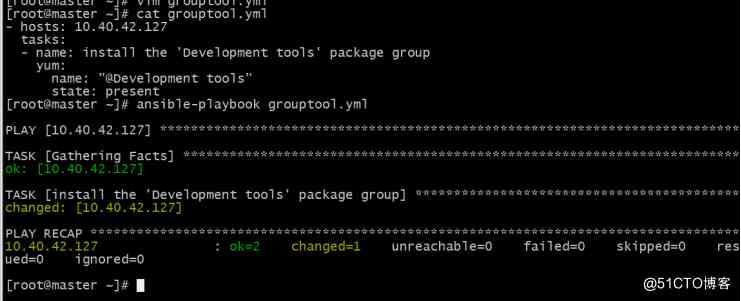 [root@master ~]# vim grouptool.yml
[root@master ~]# cat grouptool.yml
- hosts: 10.40.42.127
  tasks:
  - name: install the 'Development tools' package group
    yum:
      name: "@Development tools"
      state: present
[root@master ~]# ansible-playbook grouptool.yml
PLAY [10.40.42.127] ***************************************************************************
TASK [Gathering Facts] ************************************************************************
ok: [10.40.42.127]
TASK [install the 'Development tools' package group] ******************************************
changed: [10.40.42.127]
PLAY RECAP ************************************************************************************
10.40.42.127               : ok=2    changed=1    unreachable=0    failed=0    skipped=0    resc
ued=0    ignored=0
[root@master ~]#
@51CTO博客